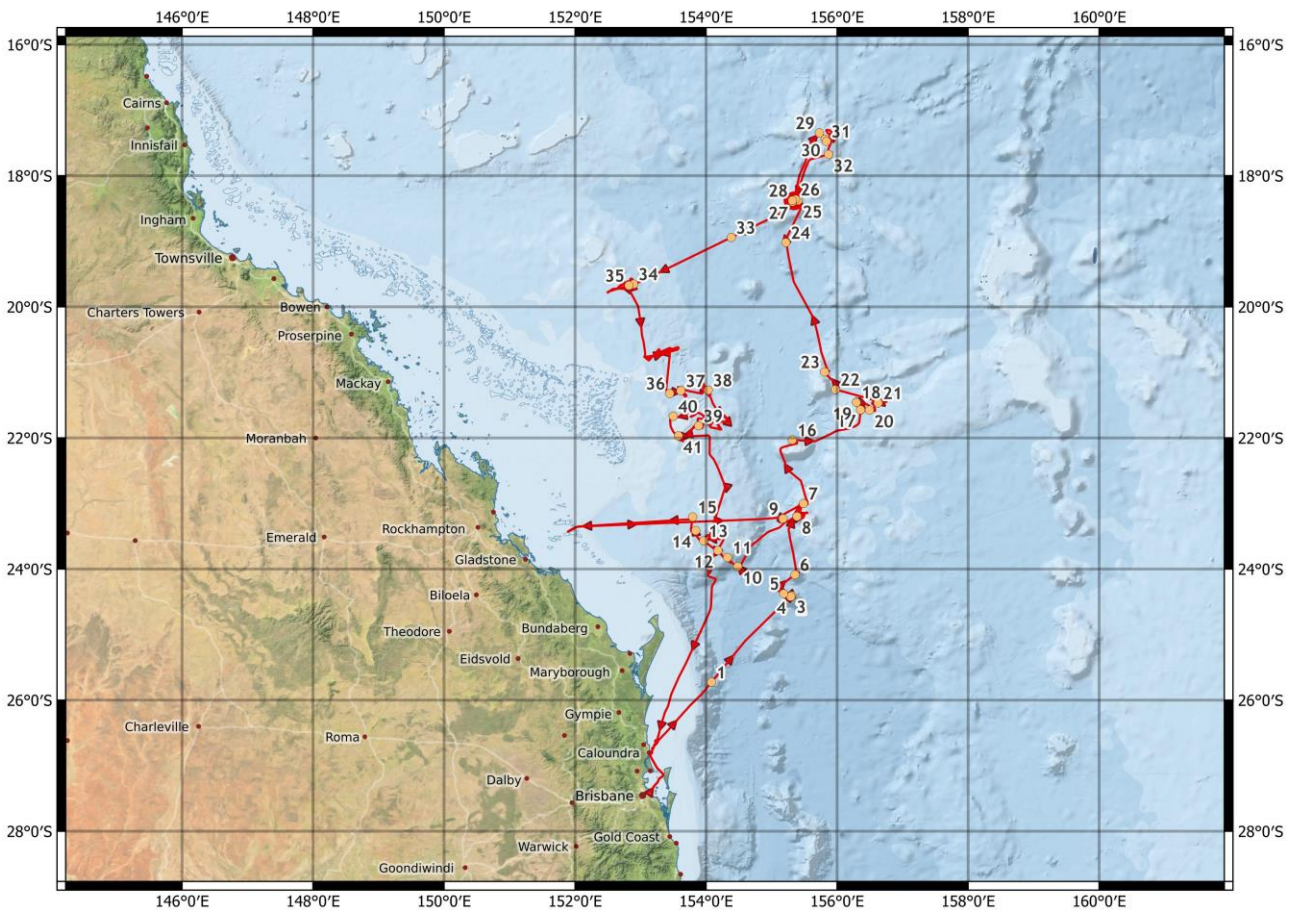 146°0'E 148°0'E 150°0'E 152°0'E 154°0'E 156°0'E 158°0'E 160°0'E
16°0'S 16°0'S
Cairns
29 31
Innisfail 30
32
18°0'S 18°0'S
28 26
Ingham 27 25
33 24
Townsville
35 34
20°0'S Bowen 20°0'S
Charters Towers
Proserpine
23 22
Mackay 36 37 38 18 21
40 39 19 17 20
Moranbah 16
22°0'S 41 22°0'S
7
15 9
Rockhampton 13 8
Emerald 14 11
Gladstone 12 10 6
24°0'S 24°0'S
5
Biloela 4 3
Theodore Bundaberg
Eidsvold
Maryborough 1
26°0'S 26°0'S
Gympie
Charleville Roma
Caloundra
Dalby
Brisbane
28°0'S Gold Coast 28°0'S
Warwick
Goondiwindi
146°0'E 148°0'E 150°0'E 152°0'E 154°0'E 156°0'E 158°0'E 160°0'E